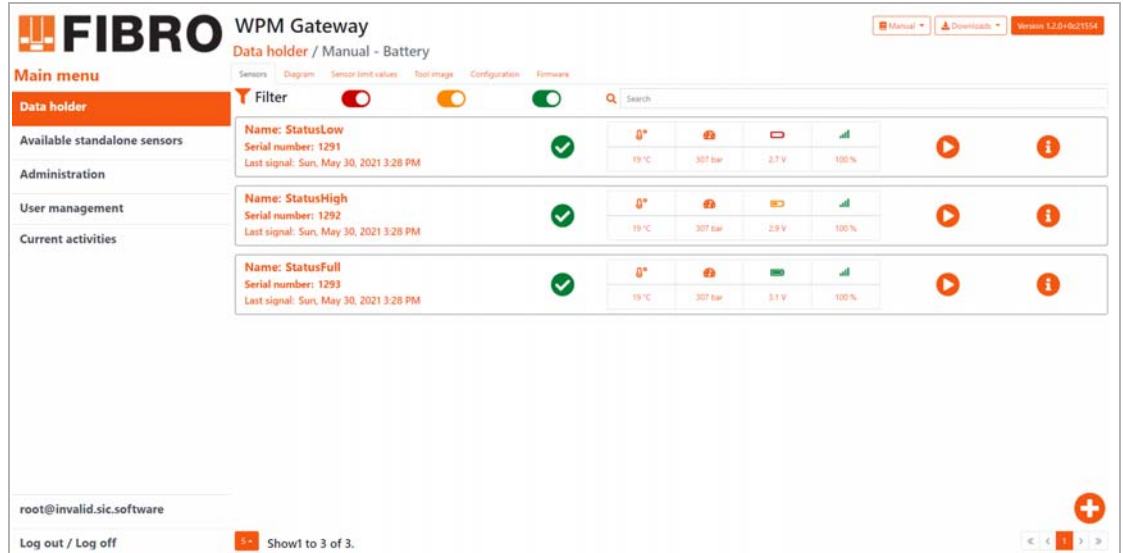 FIBRO
WPM Gateway
Manual
Downloads
Version 1.2.0+0c21554
Data holder / Manual - Battery
Main menu
Sensors Diagram Sensor limit values Tool image Configuration Firmware
Data holder
Filter
Search
Available standalone sensors
Administration
User management
Current activities
Name: StatusLow
Serial number: 1291
Last signal: Sun, May 30, 2021 3:28 PM
19 °C 307 bar 2.7 V 100 %
Name: StatusHigh
Serial number: 1292
Last signal: Sun, May 30, 2021 3:28 PM
19 °C 307 bar 2.9 V 100 %
Name: StatusFull
Serial number: 1293
Last signal: Sun, May 30, 2021 3:28 PM
19 °C 307 bar 3.1 V 100 %
root@invalid.sic.software
Log out / Log off
5
Show1 to 3 of 3.
« ‹ 1 › »